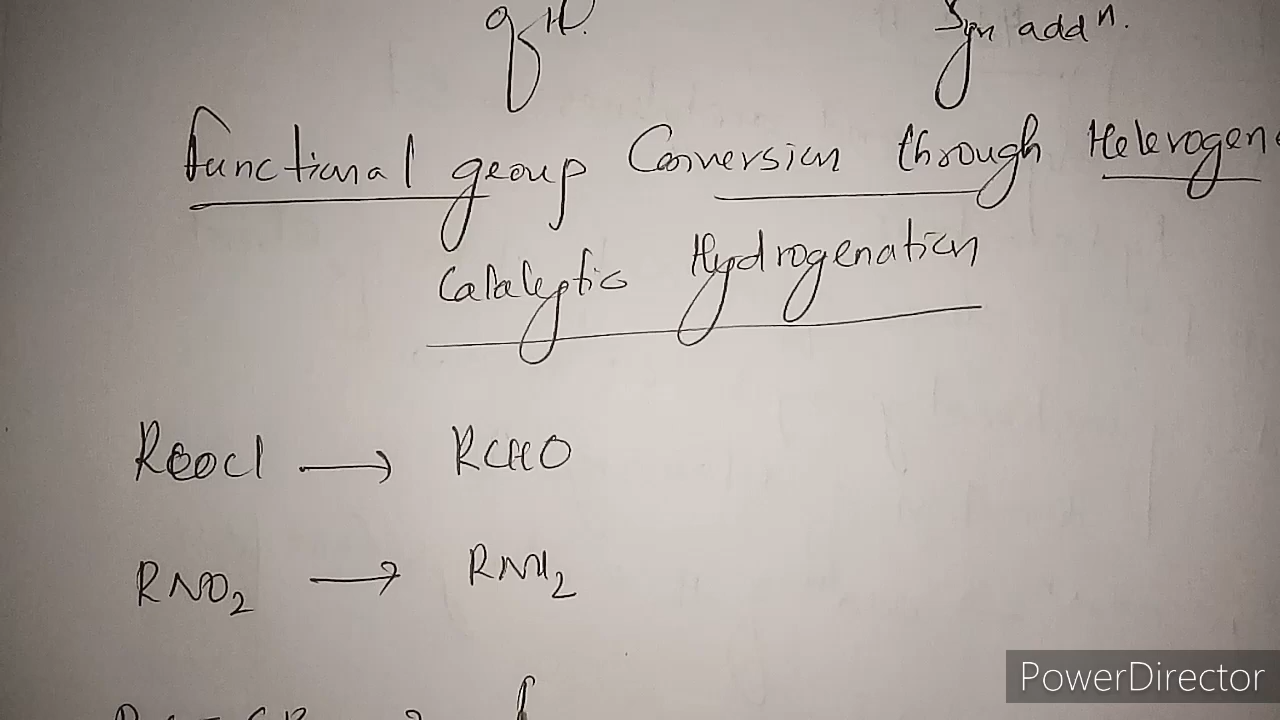 Syn addn.
Functional group Conversion through Heterogen
Catalytic Hydrogenation
RCOCl → RCHO
RNO2 → RNH2
PowerDirector